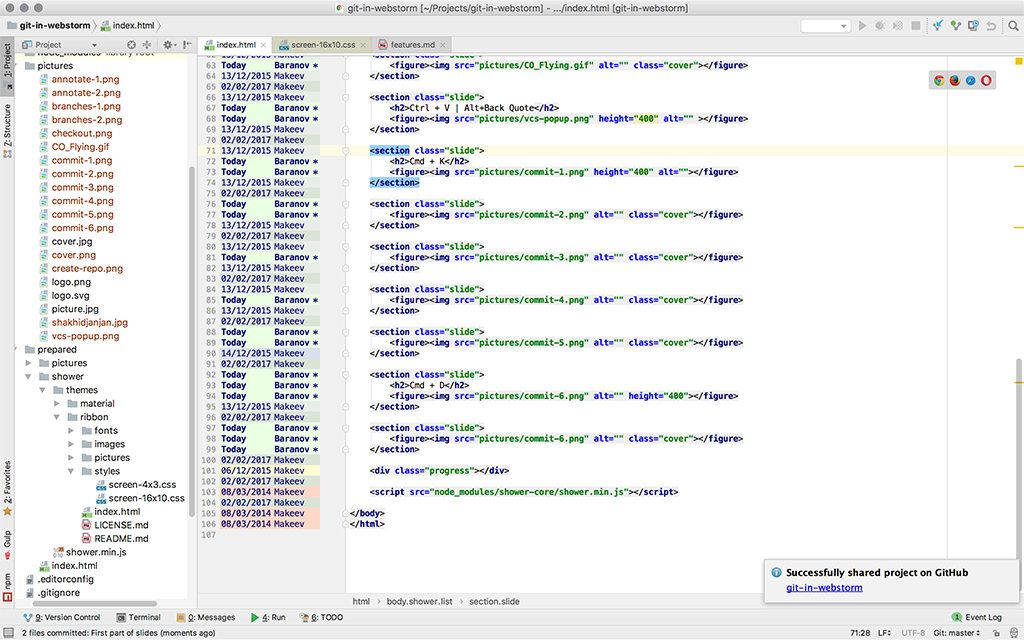 git-in-webstorm [~/Projects/git-in-webstorm] - .../index.html [git-in-webstorm]
git-in-webstorm
index.html
Project
index.html
screen-16x10.css
features.md
1: Project
Z: Structure
2: Favorites
Gulp
npm
node_modules library root
pictures
annotate-1.png
annotate-2.png
branches-1.png
branches-2.png
checkout.png
CO_Flying.gif
commit-1.png
commit-2.png
commit-3.png
commit-4.png
commit-5.png
commit-6.png
cover.jpg
cover.png
create-repo.png
logo.png
logo.svg
picture.jpg
shakhidjanjan.jpg
vcs-popup.png
prepared
pictures
shower
themes
material
ribbon
fonts
images
pictures
styles
screen-4x3.css
screen-16x10.css
index.html
LICENSE.md
README.md
shower.min.js
index.html
.editorconfig
.gitignore
63 Today Baranov * <figure><img src="pictures/CO_Flying.gif" alt="" class="cover"></figure>
64 13/12/2015 Makeev </section>
65 02/02/2017 Makeev
66 13/12/2015 Makeev <section class="slide">
67 Today Baranov * <h2>Ctrl + V | Alt+Back Quote</h2>
68 Today Baranov * <figure><img src="pictures/vcs-popup.png" height="400" alt="" ></figure>
69 13/12/2015 Makeev </section>
70 02/02/2017 Makeev
71 13/12/2015 Makeev <section class="slide">
72 Today Baranov * <h2>Cmd + K</h2>
73 Today Baranov * <figure><img src="pictures/commit-1.png" height="400" alt=""></figure>
74 13/12/2015 Makeev </section>
75 02/02/2017 Makeev
76 Today Baranov * <section class="slide">
77 Today Baranov * <figure><img src="pictures/commit-2.png" alt="" class="cover"></figure>
78 13/12/2015 Makeev </section>
79 02/02/2017 Makeev
80 13/12/2015 Makeev <section class="slide">
81 Today Baranov * <figure><img src="pictures/commit-3.png" alt="" class="cover"></figure>
82 13/12/2015 Makeev </section>
83 02/02/2017 Makeev
84 13/12/2015 Makeev <section class="slide">
85 Today Baranov * <figure><img src="pictures/commit-4.png" alt="" class="cover"></figure>
86 13/12/2015 Makeev </section>
87 02/02/2017 Makeev
88 Today Baranov * <section class="slide">
89 Today Baranov * <figure><img src="pictures/commit-5.png" alt="" class="cover"></figure>
90 14/12/2015 Makeev </section>
91 02/02/2017 Makeev
92 Today Baranov * <section class="slide">
93 Today Baranov * <h2>Cmd + D</h2>
94 Today Baranov * <figure><img src="pictures/commit-6.png" alt="" height="400"></figure>
95 13/12/2015 Makeev </section>
96 02/02/2017 Makeev
97 Today Baranov * <section class="slide">
98 Today Baranov * <figure><img src="pictures/commit-6.png" alt="" class="cover"></figure>
99 Today Baranov * </section>
100 02/02/2017 Makeev
101 06/12/2015 Makeev <div class="progress"></div>
102 02/02/2017 Makeev
103 08/03/2014 Makeev <script src="node_modules/shower-core/shower.min.js"></script>
104 02/02/2017 Makeev
105 08/03/2014 Makeev </body>
106 08/03/2014 Makeev </html>
107
Successfully shared project on GitHub
git-in-webstorm
html › body.shower.list › section.slide
9: Version Control
Terminal
0: Messages
4: Run
6: TODO
1 Event Log
2 files committed: First part of slides (moments ago)
71:28 LF÷ UTF-8 Git: master÷